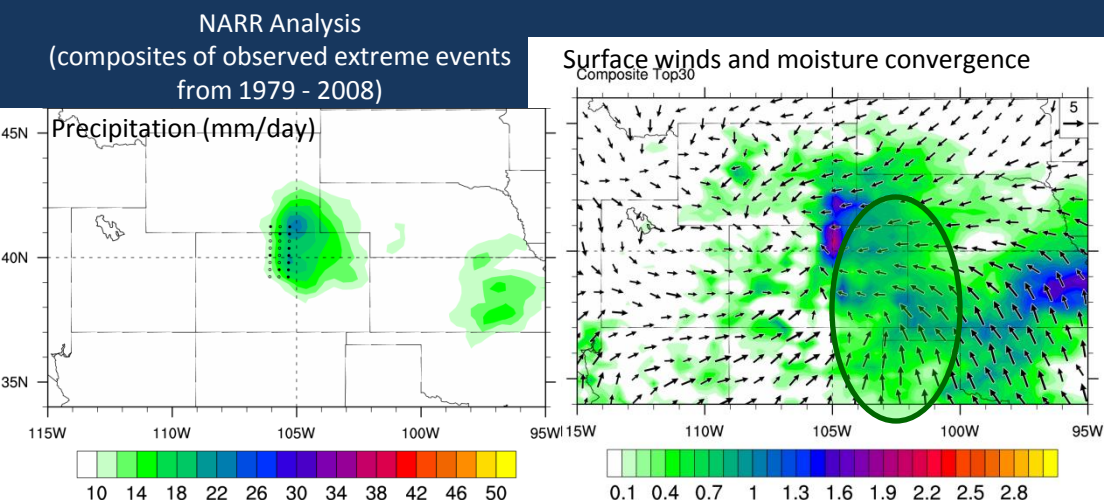 NARR Analysis
(composites of observed extreme events
from 1979 - 2008)
Surface winds and moisture convergence
Composite Top30
Precipitation (mm/day)
5
45N
40N
35N
115W 110W 105W 100W 95W
115W 110W 105W 100W 95W
10 14 18 22 26 30 34 38 42 46 50
0.1 0.4 0.7 1 1.3 1.6 1.9 2.2 2.5 2.8